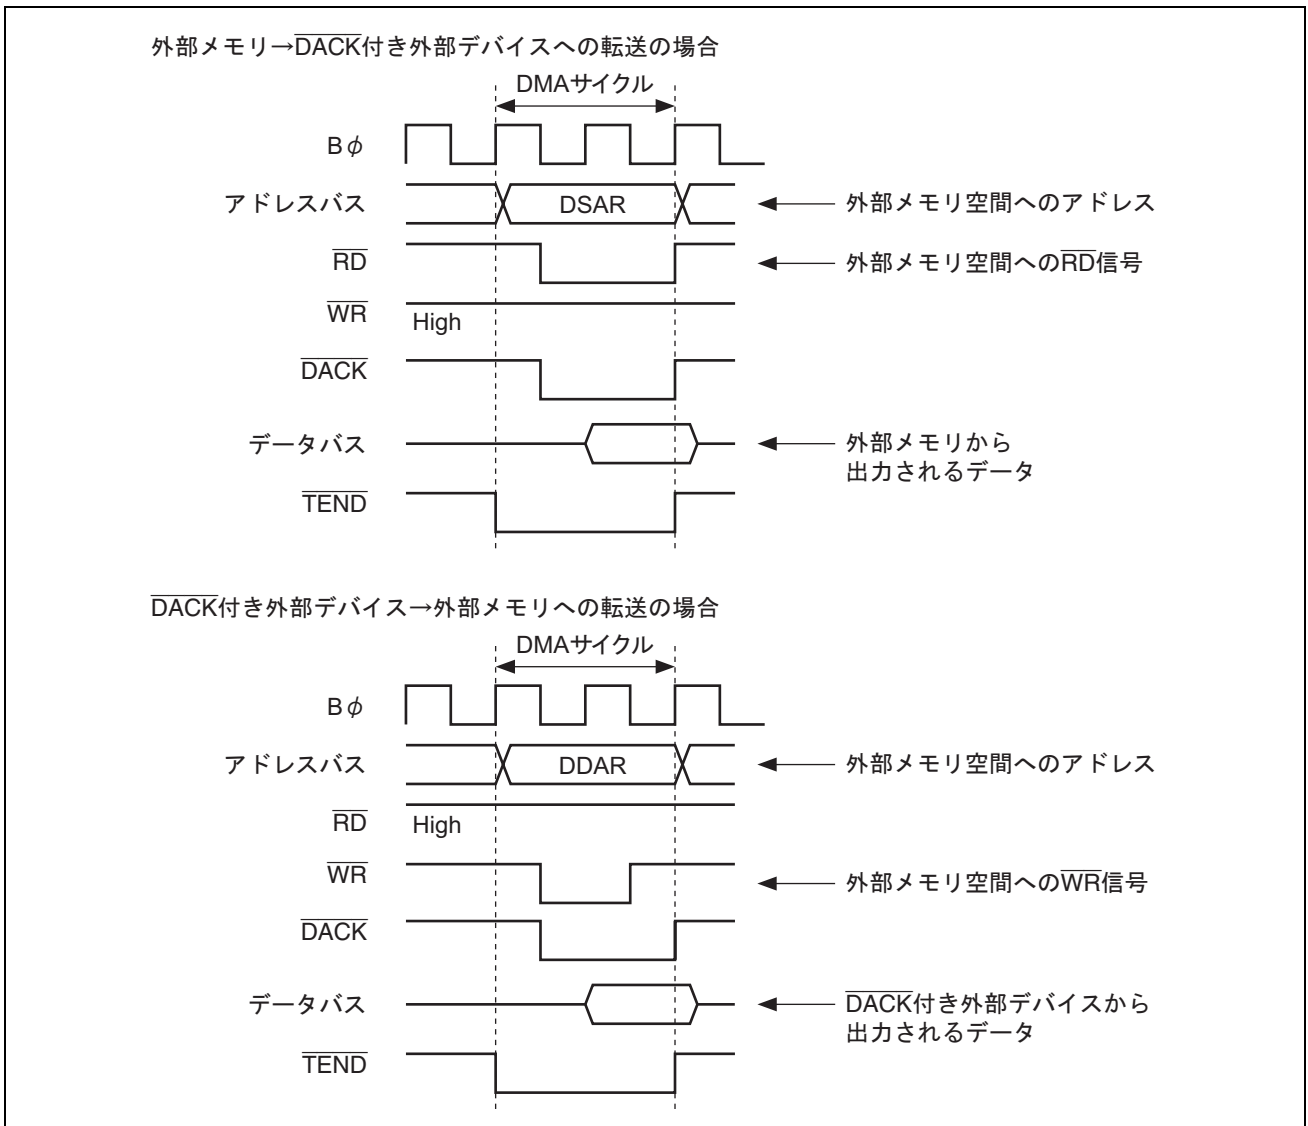 外部メモリ→DACK付き外部デバイスへの転送の場合
DMAサイクル
Bφ
アドレスバス
DSAR
外部メモリ空間へのアドレス
RD
外部メモリ空間へのRD信号
WR
High
DACK
データバス
外部メモリから
出力されるデータ
TEND
DACK付き外部デバイス→外部メモリへの転送の場合
DMAサイクル
Bφ
アドレスバス
DDAR
外部メモリ空間へのアドレス
RD
High
WR
外部メモリ空間へのWR信号
DACK
データバス
DACK付き外部デバイスから
出力されるデータ
TEND